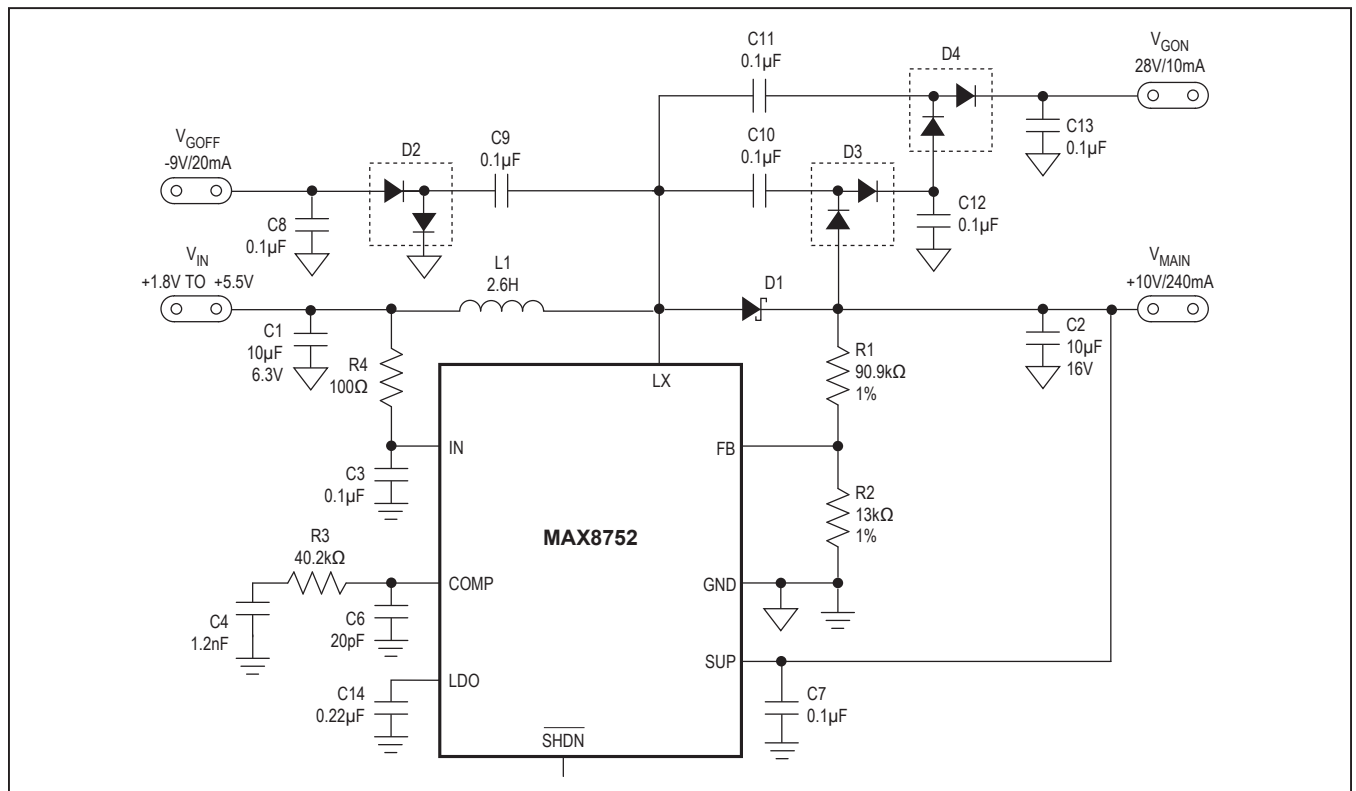 C11
0.1µF
D4
VGON
28V/10mA
C13
0.1µF
VGOFF
-9V/20mA
D2
C9
0.1µF
C10
0.1µF
D3
C8
0.1µF
C12
0.1µF
VIN
+1.8V TO +5.5V
L1
2.6H
D1
VMAIN
+10V/240mA
C1
10µF
6.3V
R4
100Ω
LX
R1
90.9kΩ
1%
C2
10µF
16V
IN
FB
C3
0.1µF
R2
13kΩ
1%
MAX8752
R3
40.2kΩ
COMP
GND
C4
1.2nF
C6
20pF
SUP
LDO
C14
0.22µF
C7
0.1µF
SHDN